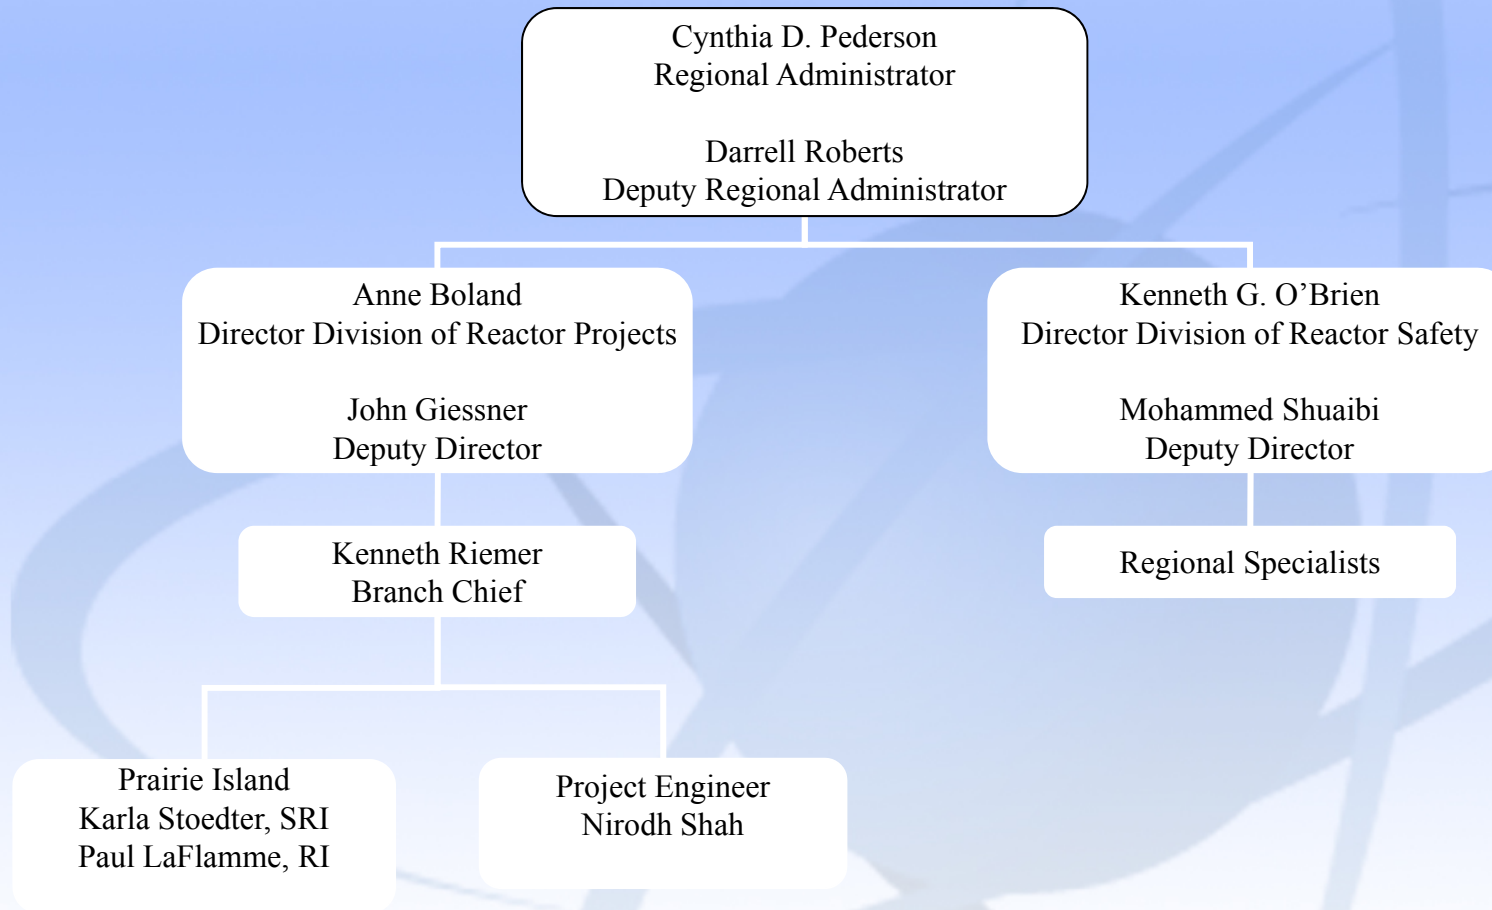 Cynthia D. Pederson
Regional Administrator
Darrell Roberts
Deputy Regional Administrator
Anne Boland
Director Division of Reactor Projects
John Giessner
Deputy Director
Kenneth G. O’Brien
Director Division of Reactor Safety
Mohammed Shuaibi
Deputy Director
Kenneth Riemer
Branch Chief
Regional Specialists
Prairie Island
Karla Stoedter, SRI
Paul LaFlamme, RI
Project Engineer
Nirodh Shah